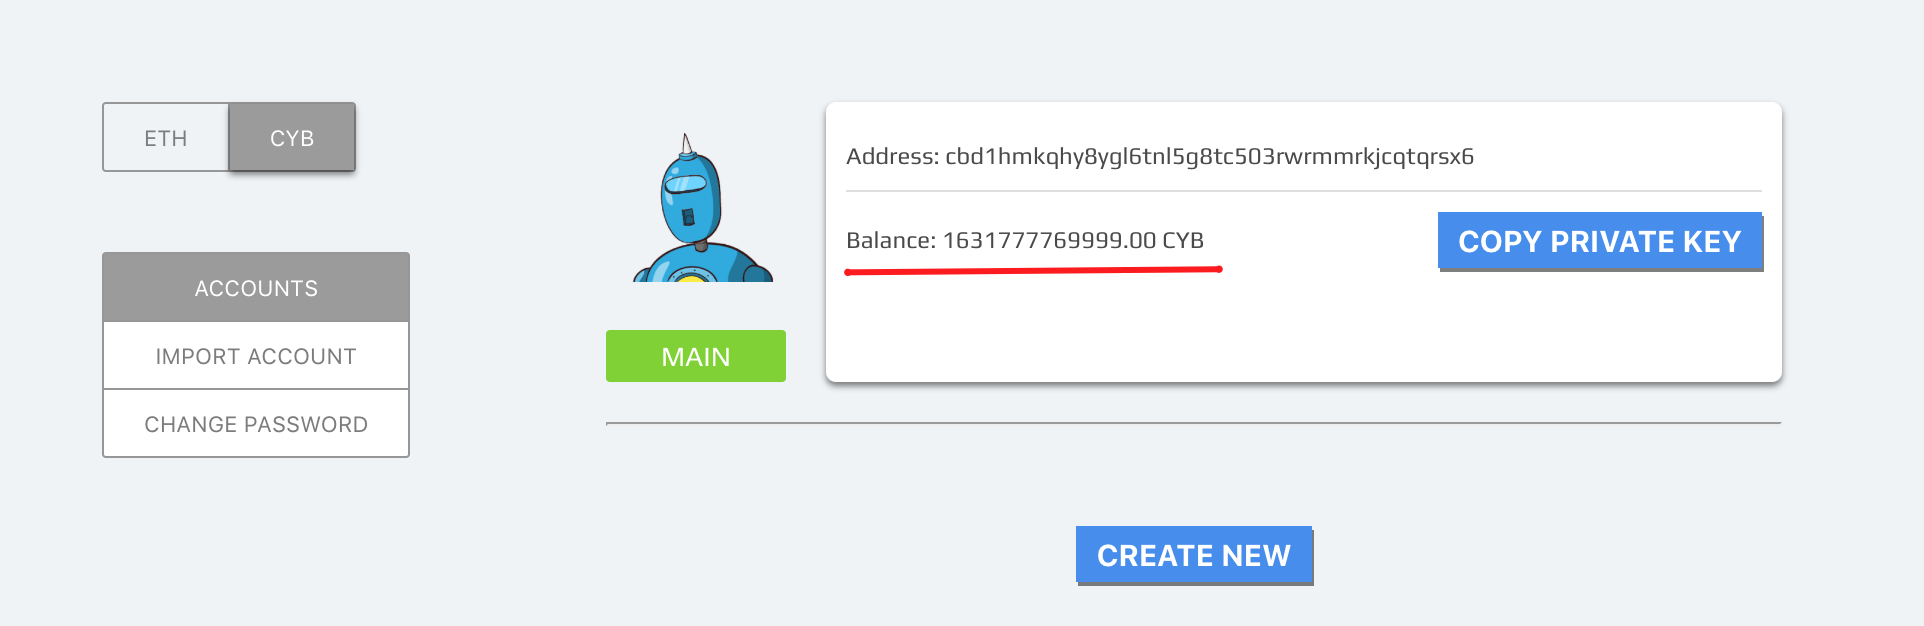 ETH CYB
ACCOUNTS
IMPORT ACCOUNT
CHANGE PASSWORD
MAIN
Address: cbd1hmkqhy8ygl6tnl5g8tc503rwrmmrkjcqtqrsx6
Balance: 1631777769999.00 CYB
COPY PRIVATE KEY
CREATE NEW